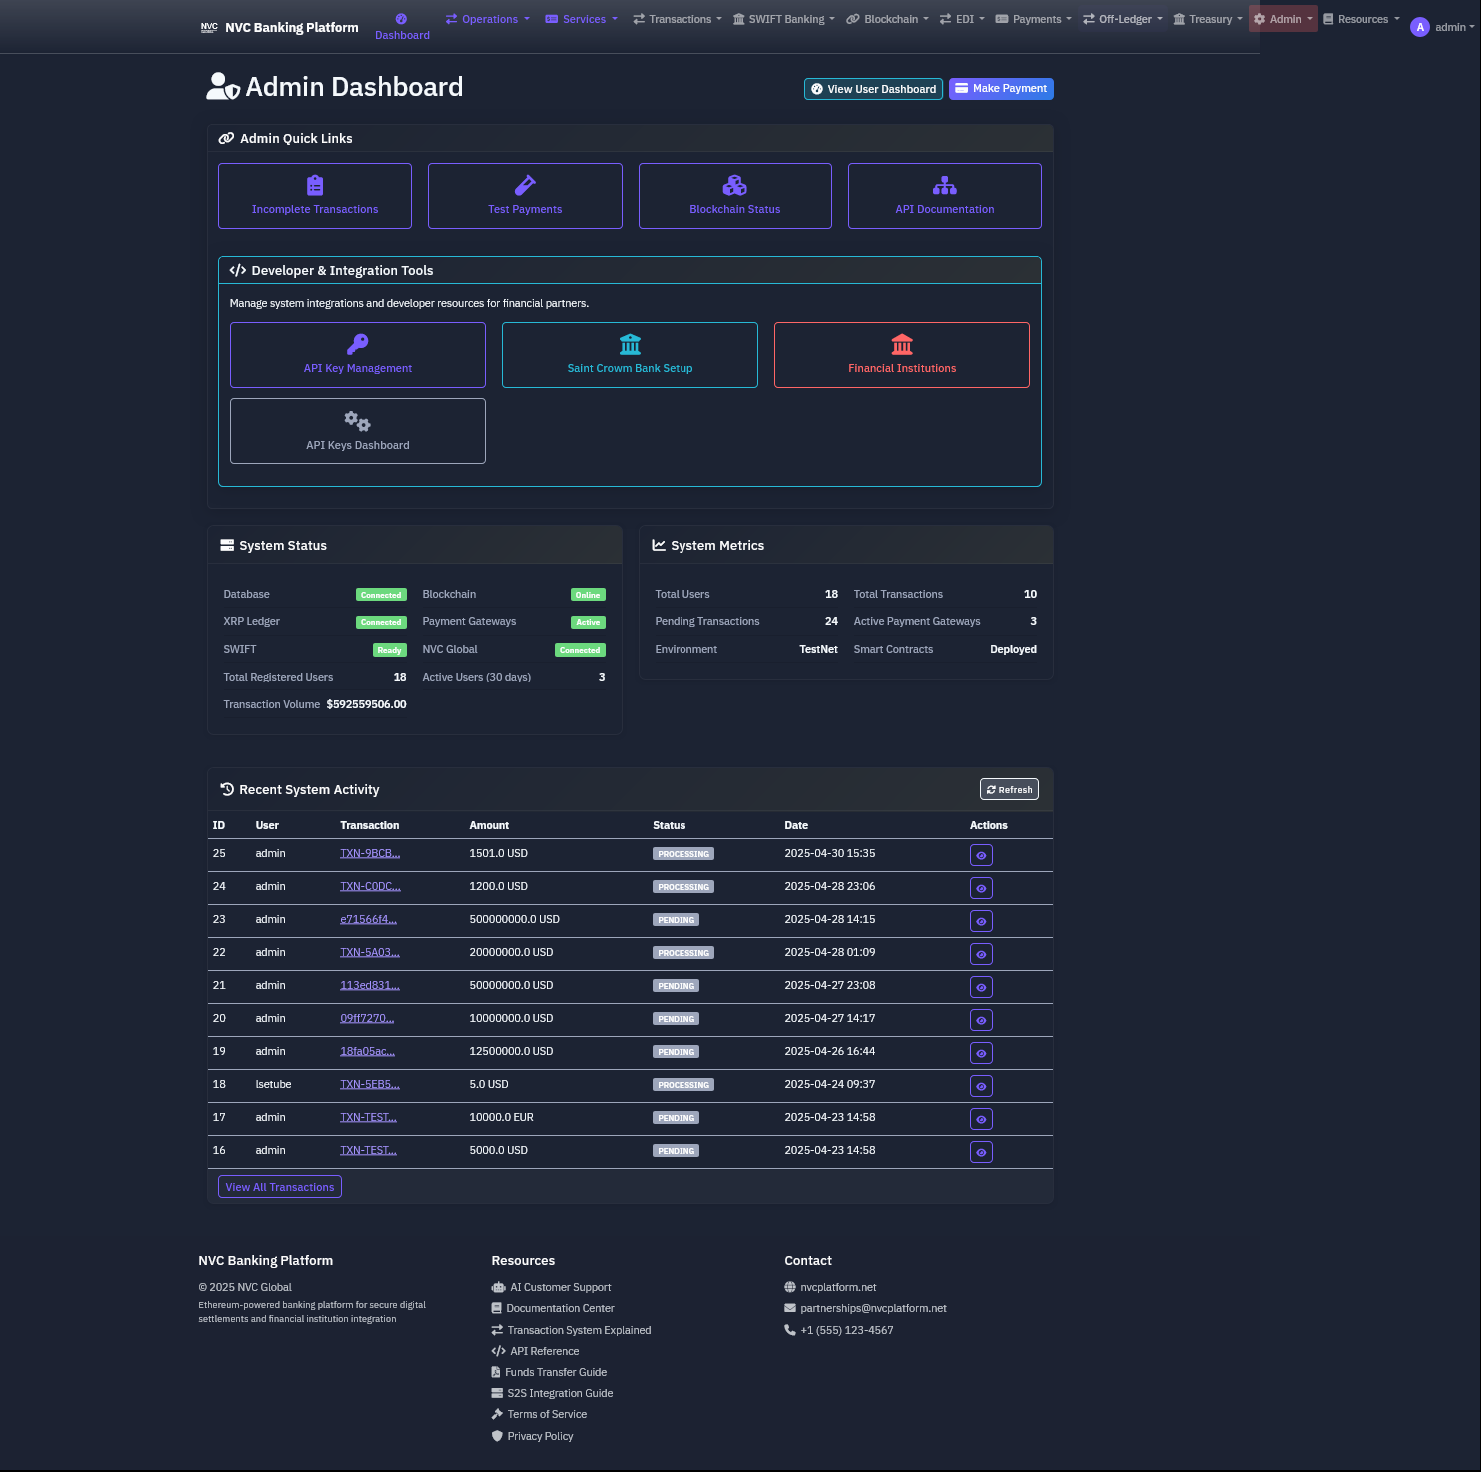 NVC NVC Banking Platform
Dashboard
Operations
Services
Transactions
SWIFT Banking
Blockchain
EDI
Payments
Off-Ledger
Treasury
Admin
Resources
A admin
Admin Dashboard
View User Dashboard
Make Payment
Admin Quick Links
Incomplete Transactions
Test Payments
Blockchain Status
API Documentation
Developer & Integration Tools
Manage system integrations and developer resources for financial partners.
API Key Management
Saint Crowm Bank Setup
Financial Institutions
API Keys Dashboard
System Status
Database Connected Blockchain Online
XRP Ledger Connected Payment Gateways Active
SWIFT Ready NVC Global Connected
Total Registered Users 18 Active Users (30 days) 3
Transaction Volume $592559506.00
System Metrics
Total Users 18 Total Transactions 10
Pending Transactions 24 Active Payment Gateways 3
Environment TestNet Smart Contracts Deployed
Recent System Activity
Refresh
ID User Transaction Amount Status Date Actions
25 admin TXN-9BCB... 1501.0 USD PROCESSING 2025-04-30 15:35
24 admin TXN-C0DC... 1200.0 USD PROCESSING 2025-04-28 23:06
23 admin e71566f4... 500000000.0 USD PENDING 2025-04-28 14:15
22 admin TXN-5A03... 20000000.0 USD PROCESSING 2025-04-28 01:09
21 admin 113ed831... 50000000.0 USD PENDING 2025-04-27 23:08
20 admin 09ff7270... 10000000.0 USD PENDING 2025-04-27 14:17
19 admin 18fa05ac... 12500000.0 USD PENDING 2025-04-26 16:44
18 lsetube TXN-5EB5... 5.0 USD PROCESSING 2025-04-24 09:37
17 admin TXN-TEST... 10000.0 EUR PENDING 2025-04-23 14:58
16 admin TXN-TEST... 5000.0 USD PENDING 2025-04-23 14:58
View All Transactions
NVC Banking Platform
© 2025 NVC Global
Ethereum-powered banking platform for secure digital
settlements and financial institution integration
Resources
AI Customer Support
Documentation Center
Transaction System Explained
API Reference
Funds Transfer Guide
S2S Integration Guide
Terms of Service
Privacy Policy
Contact
nvcplatform.net
partnerships@nvcplatform.net
+1 (555) 123-4567